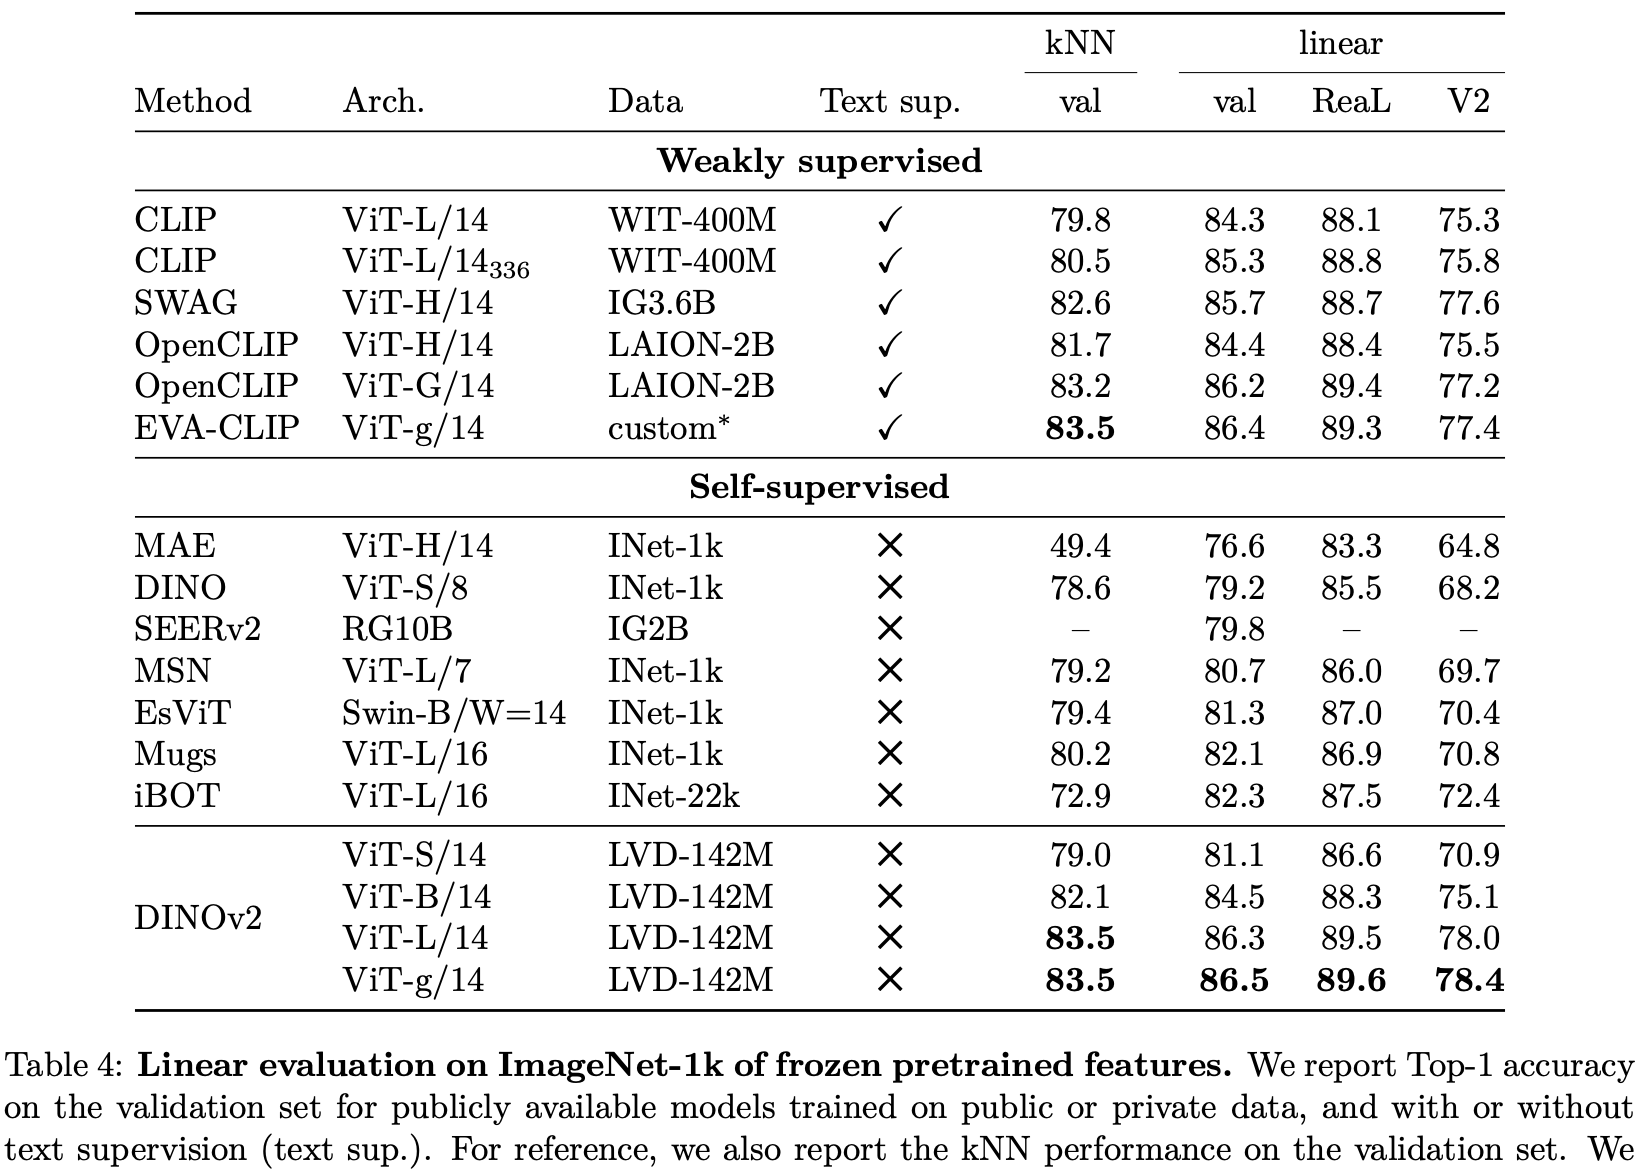 kNN linear
Method Arch. Data Text sup. val val ReaL V2
Weakly supervised
CLIP ViT-L/14 WIT-400M ✓ 79.8 84.3 88.1 75.3
CLIP ViT-L/14₃₃₆ WIT-400M ✓ 80.5 85.3 88.8 75.8
SWAG ViT-H/14 IG3.6B ✓ 82.6 85.7 88.7 77.6
OpenCLIP ViT-H/14 LAION-2B ✓ 81.7 84.4 88.4 75.5
OpenCLIP ViT-G/14 LAION-2B ✓ 83.2 86.2 89.4 77.2
EVA-CLIP ViT-g/14 custom* ✓ 83.5 86.4 89.3 77.4
Self-supervised
MAE ViT-H/14 INet-1k ✕ 49.4 76.6 83.3 64.8
DINO ViT-S/8 INet-1k ✕ 78.6 79.2 85.5 68.2
SEERv2 RG10B IG2B ✕ – 79.8 – –
MSN ViT-L/7 INet-1k ✕ 79.2 80.7 86.0 69.7
EsViT Swin-B/W=14 INet-1k ✕ 79.4 81.3 87.0 70.4
Mugs ViT-L/16 INet-1k ✕ 80.2 82.1 86.9 70.8
iBOT ViT-L/16 INet-22k ✕ 72.9 82.3 87.5 72.4
DINOv2
ViT-S/14 LVD-142M ✕ 79.0 81.1 86.6 70.9
ViT-B/14 LVD-142M ✕ 82.1 84.5 88.3 75.1
ViT-L/14 LVD-142M ✕ 83.5 86.3 89.5 78.0
ViT-g/14 LVD-142M ✕ 83.5 86.5 89.6 78.4
Table 4: Linear evaluation on ImageNet-1k of frozen pretrained features. We report Top-1 accuracy
on the validation set for publicly available models trained on public or private data, and with or without
text supervision (text sup.). For reference, we also report the kNN performance on the validation set. We